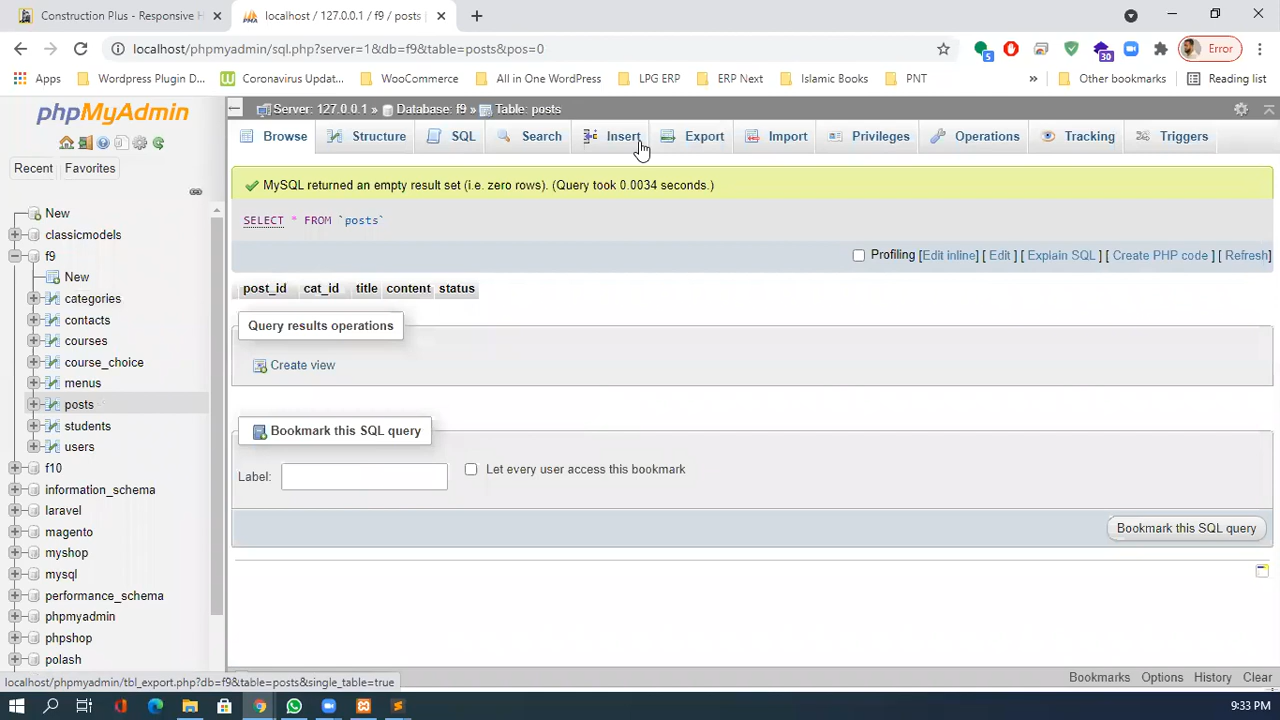 Construction Plus - Responsive H
localhost / 127.0.0.1 / f9 / posts
localhost/phpmyadmin/sql.php?server=1&db=f9&table=posts&pos=0
5
30
Error
Apps
Wordpress Plugin D...
Coronavirus Updat...
WooCommerce
All in One WordPress
LPG ERP
ERP Next
Islamic Books
PNT
»
Other bookmarks
Reading list
phpMyAdmin
Recent
Favorites
New
classicmodels
f9
New
categories
contacts
courses
course_choice
menus
posts
students
users
f10
information_schema
laravel
magento
myshop
mysql
performance_schema
phpmyadmin
phpshop
polash
Server: 127.0.0.1 » Database: f9 » Table: posts
Browse
Structure
SQL
Search
Insert
Export
Import
Privileges
Operations
Tracking
Triggers
MySQL returned an empty result set (i.e. zero rows). (Query took 0.0034 seconds.)
SELECT * FROM `posts`
Profiling [Edit inline] [ Edit ] [ Explain SQL ] [ Create PHP code ] [ Refresh]
post_id cat_id title content status
Query results operations
Create view
Bookmark this SQL query
Label:
Let every user access this bookmark
Bookmark this SQL query
localhost/phpmyadmin/tbl_export.php?db=f9&table=posts&single_table=true
Bookmarks Options History Clear
9:33 PM